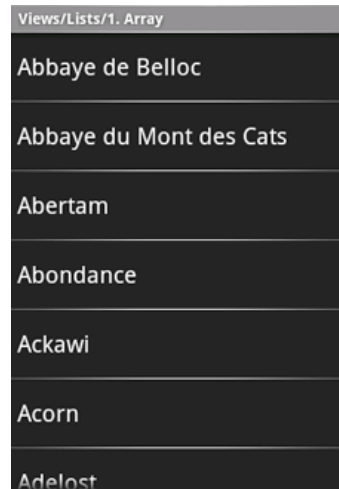 Views/Lists/1. Array
Abbaye de Belloc
Abbaye du Mont des Cats
Abertam
Abondance
Ackawi
Acorn
Adelost